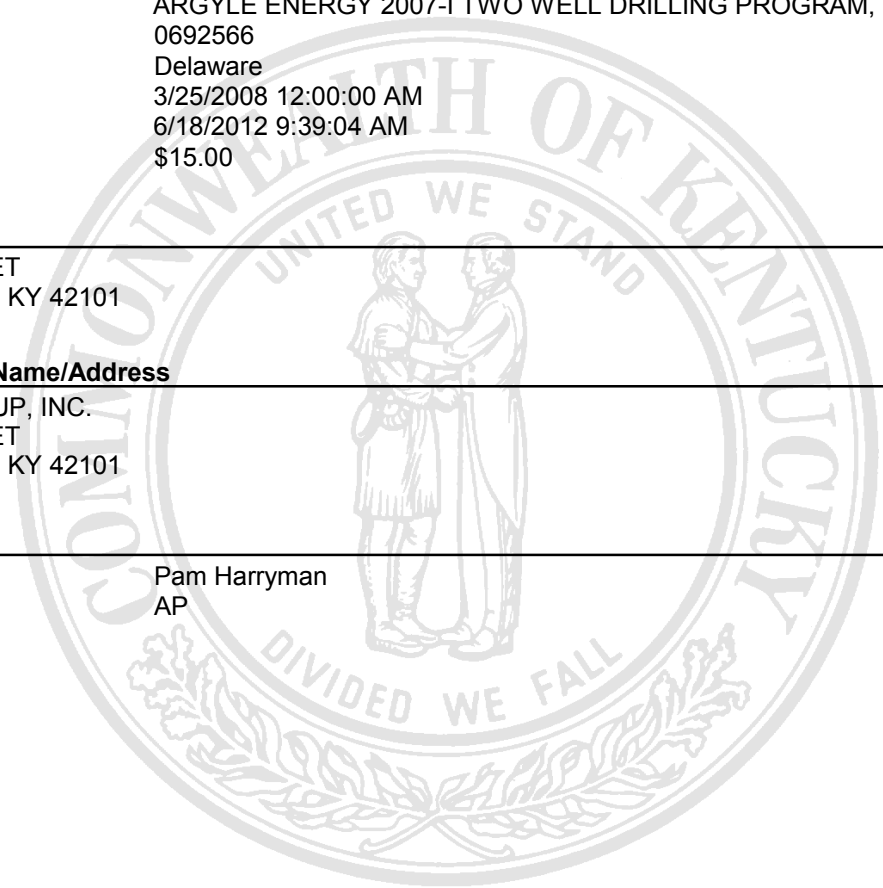 ARGYLE ENERGY 2007-I TWO WELL DRILLING PROGRAM,
0692566
Delaware
3/25/2008 12:00:00 AM
6/18/2012 9:39:04 AM
$15.00
COMMONWEALTH OF KENTUCKY
UNITED WE STAND
ET
KY 42101
Name/Address
UP, INC.
ET
KY 42101
Pam Harryman
AP
DIVIDED WE FALL